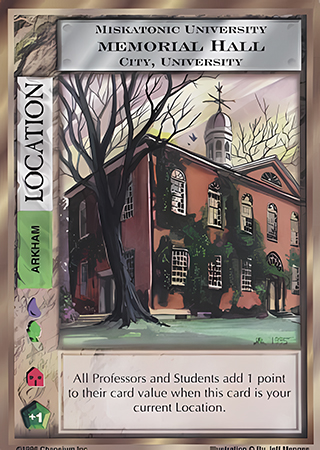 MISKATONIC UNIVERSITY
MEMORIAL HALL
CITY, UNIVERSITY
LOCATION
ARKHAM
1995
+1
All Professors and Students add 1 point
to their card value when this card is your
current Location.
©1996 Chaosium Inc.
Illustration © By Jeff Menges